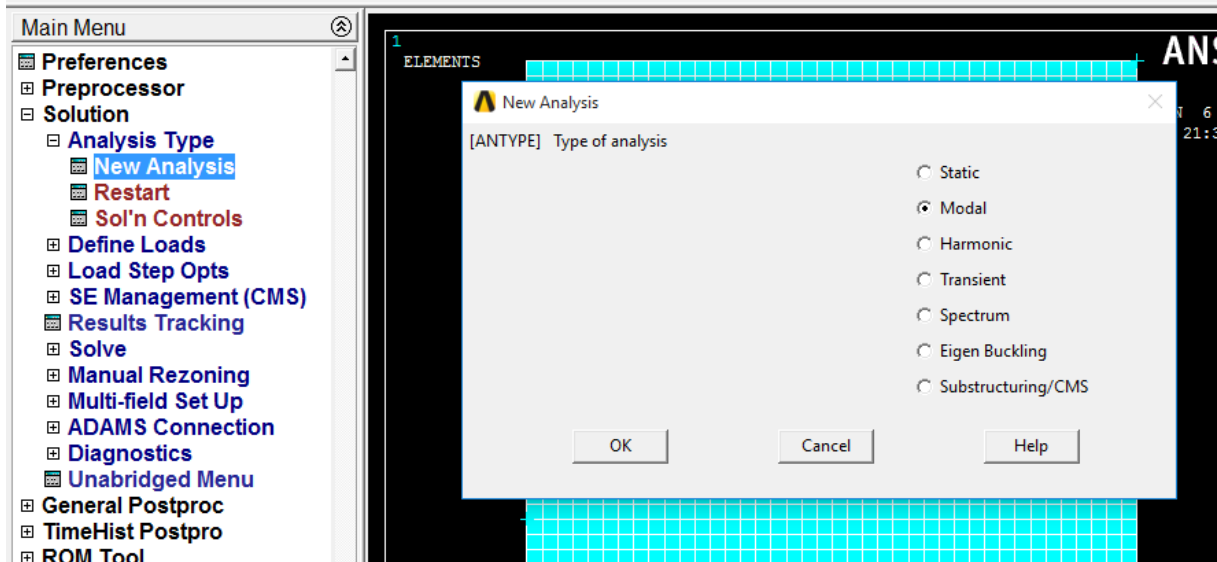 Main Menu
Preferences
Preprocessor
Solution
Analysis Type
New Analysis
Restart
Sol'n Controls
Define Loads
Load Step Opts
SE Management (CMS)
Results Tracking
Solve
Manual Rezoning
Multi-field Set Up
ADAMS Connection
Diagnostics
Unabridged Menu
General Postproc
TimeHist Postpro
ROM Tool
1
ELEMENTS
New Analysis
[ANTYPE] Type of analysis
Static
Modal
Harmonic
Transient
Spectrum
Eigen Buckling
Substructuring/CMS
OK Cancel Help
6